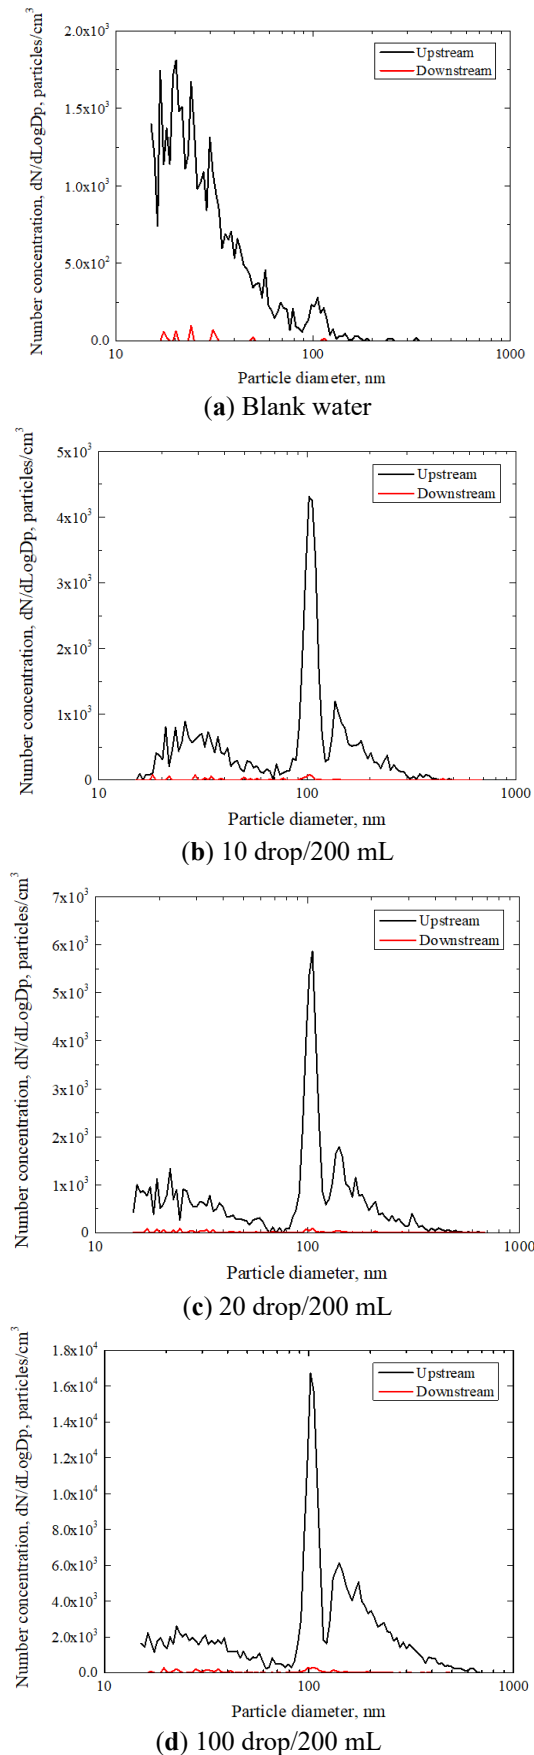 2.0x10³
1.5x10³
1.0x10³
5.0x10²
0.0
Number concentration, dN/dLogDp, particles/cm³
Upstream
Downstream
10 100 1000
Particle diameter, nm
(a) Blank water
5x10³
4x10³
3x10³
2x10³
1x10³
0
Number concentration, dN/dLogDp, particles/cm³
Upstream
Downstream
10 100 1000
Particle diameter, nm
(b) 10 drop/200 mL
7x10³
6x10³
5x10³
4x10³
3x10³
2x10³
1x10³
0
Number concentration, dN/dLogDp, particles/cm³
Upstream
Downstream
10 100 1000
Particle diameter, nm
(c) 20 drop/200 mL
1.8x10⁴
1.6x10⁴
1.4x10⁴
1.2x10⁴
1.0x10⁴
8.0x10³
6.0x10³
4.0x10³
2.0x10³
0.0
Number concentration, dN/dLogDp, particles/cm³
Upstream
Downstream
10 100 1000
Particle diameter, nm
(d) 100 drop/200 mL